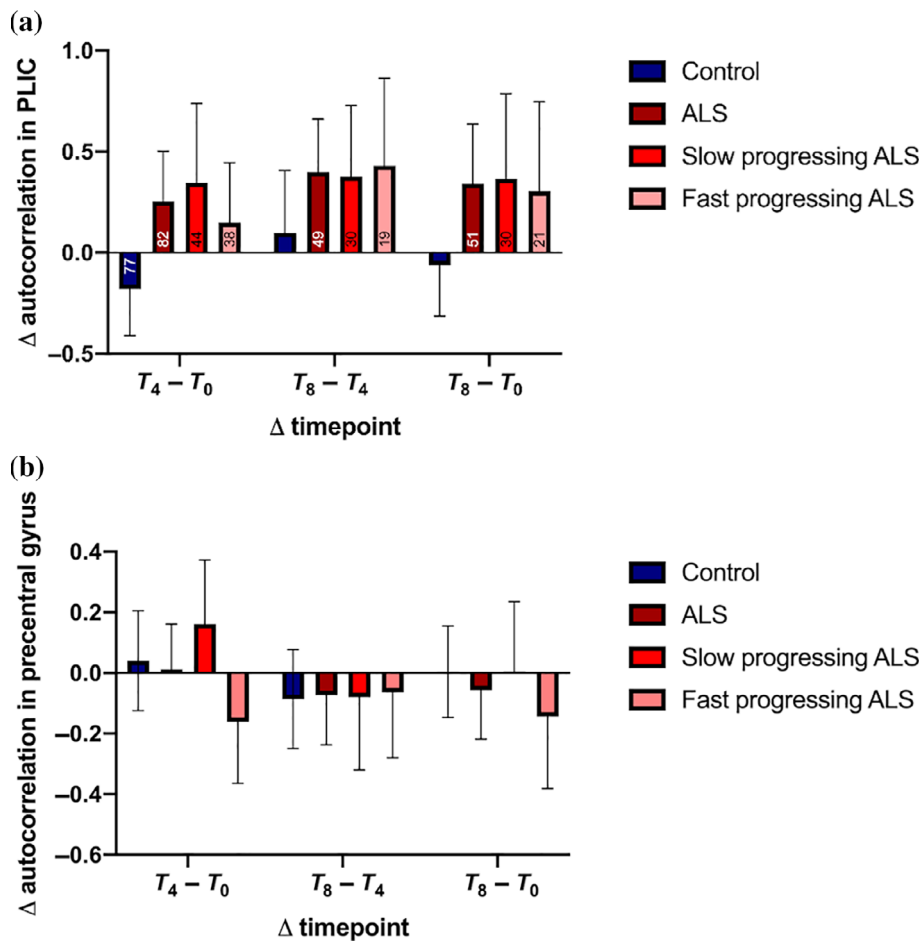 (a)
Δ autocorrelation in PLIC
1.0
0.5
0.0
−0.5
77
82
44
38
49
30
19
51
30
21
T4 – T0
T8 – T4
T8 – T0
Δ timepoint
Control
ALS
Slow progressing ALS
Fast progressing ALS
(b)
Δ autocorrelation in precentral gyrus
0.4
0.2
0.0
−0.2
−0.4
−0.6
T4 – T0
T8 – T4
T8 – T0
Δ timepoint
Control
ALS
Slow progressing ALS
Fast progressing ALS